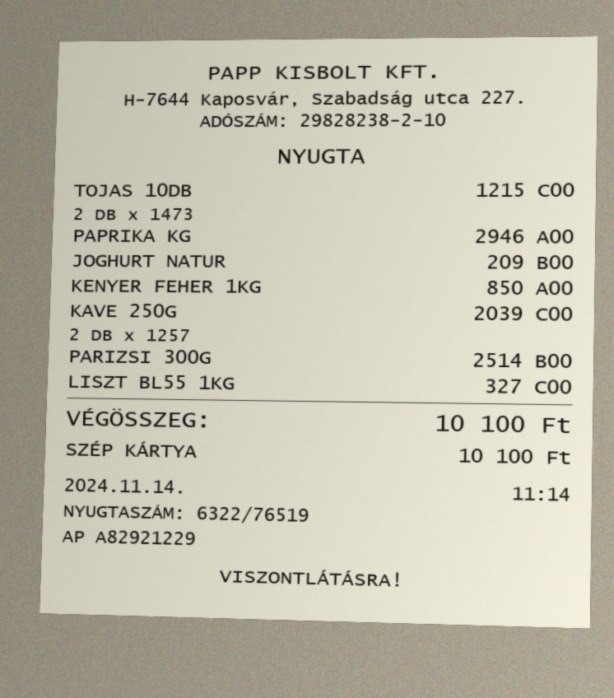 PAPP KISBOLT KFT.
H-7644 Kaposvár, Szabadság utca 227.
ADÓSZÁM: 29828238-2-10
NYUGTA
TOJAS 10DB 1215 C00
2 DB x 1473
PAPRIKA KG 2946 A00
JOGHURT NATUR 209 B00
KENYER FEHER 1KG 850 A00
KAVE 250G 2039 C00
2 DB x 1257
PARIZSI 300G 2514 B00
LISZT BL55 1KG 327 C00
VÉGÖSSZEG: 10 100 Ft
SZÉP KÁRTYA 10 100 Ft
2024.11.14. 11:14
NYUGTASZÁM: 6322/76519
AP A82921229
VISZONTLÁTÁSRA!